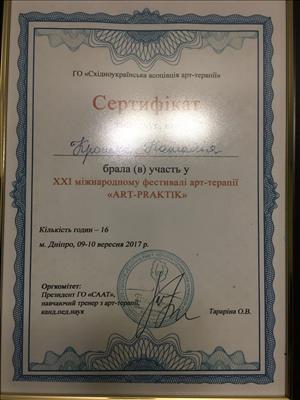 ГО «Східноукраїнська асоціація арт-терапії»
Сертифікат
брала (в) участь у
XXI міжнародному фестивалі арт-терапії
«ART-PRAKTIK»
Кількість годин – 16
м. Дніпро, 09-10 вересня 2017 р.
Оргкомітет:
Президент ГО «СААТ»,
навчаючий тренер з арт-терапії,
канд.пед.наук
Тараріна О.В.